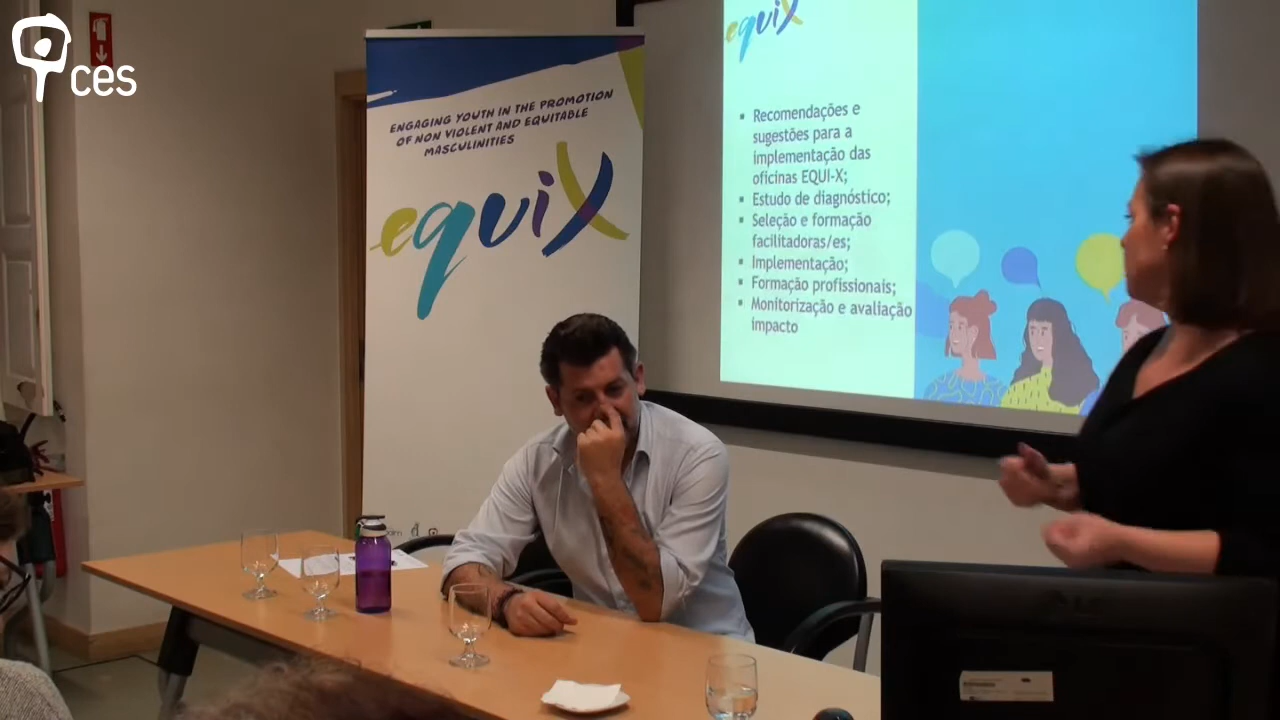 ces
ENGAGING YOUTH IN THE PROMOTION
OF NON VIOLENT AND EQUITABLE
MASCULINITIES
equiX
equiX
▪ Recomendações e
sugestões para a
implementação das
oficinas EQUI-X;
▪ Estudo de diagnóstico;
▪ Seleção e formação
facilitadoras/es;
▪ Implementação;
▪ Formação profissionais;
▪ Monitorização e avaliação
impacto